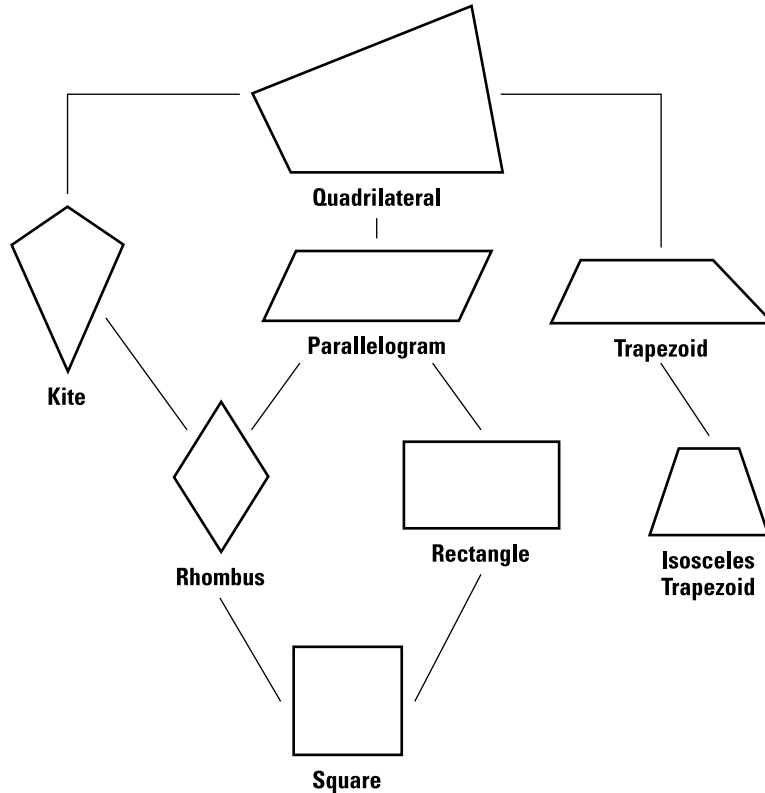 Quadrilateral
Parallelogram
Trapezoid
Kite
Rhombus
Rectangle
Isosceles
Trapezoid
Square